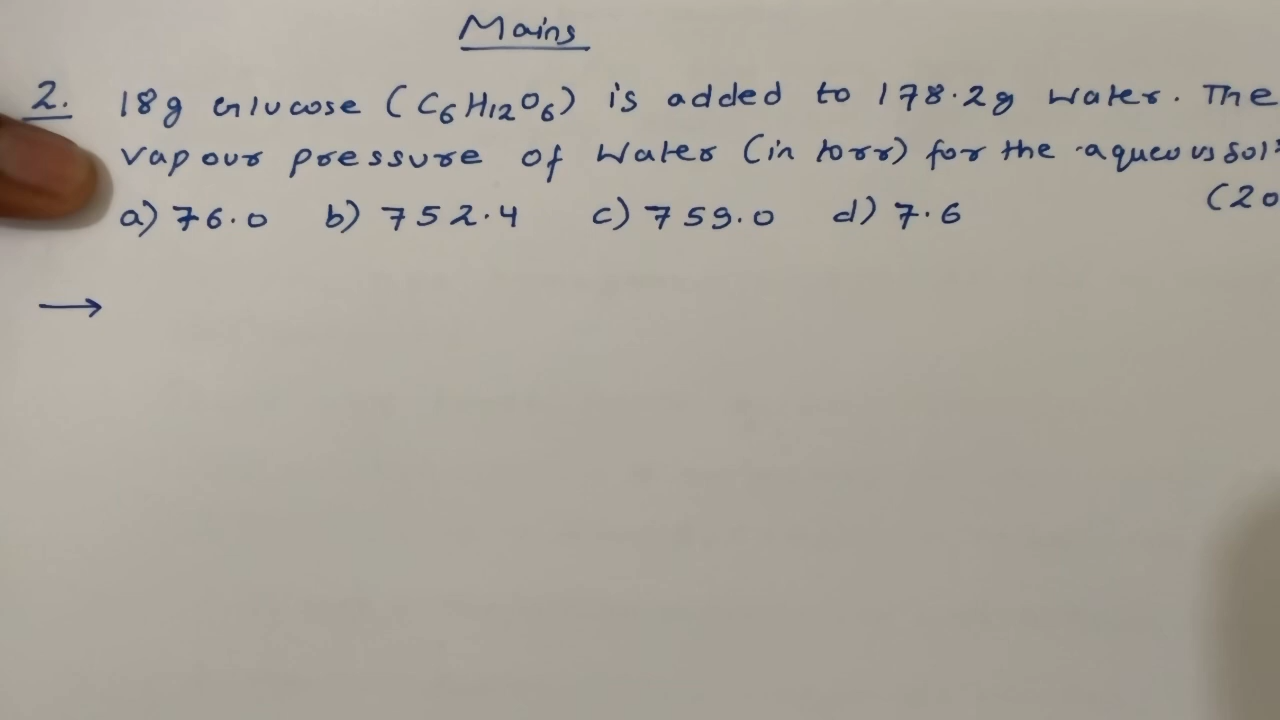 Mains
2. 18g Glucose (C6H12O6) is added to 178.2g water. The
vapour pressure of water (in torr) for the aqueous sol
a) 76.0 b) 752.4 c) 759.0 d) 7.6 (20
→